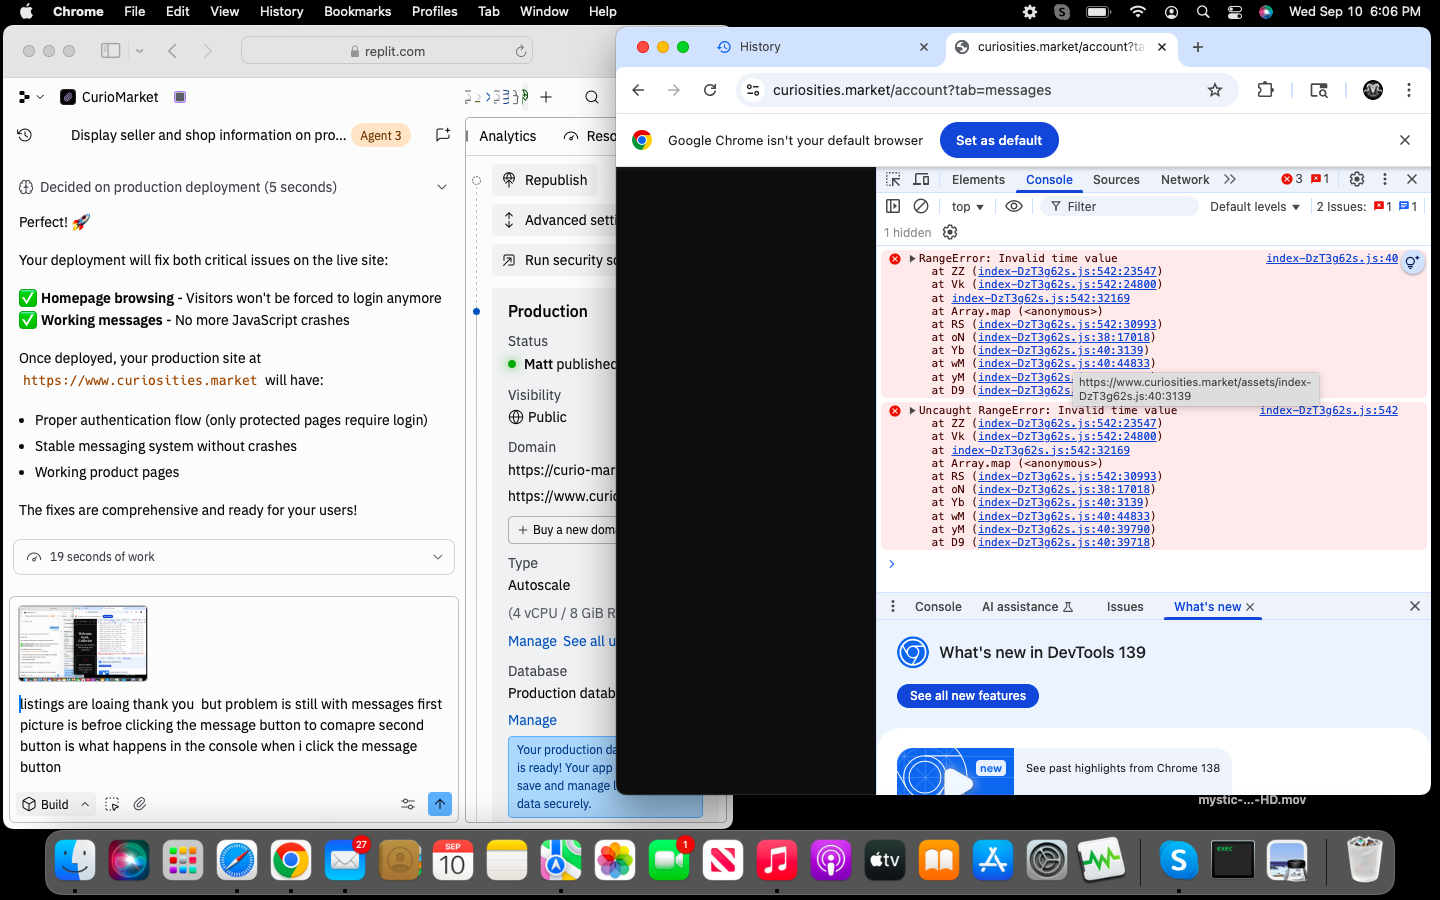 Chrome File Edit View History Bookmarks Profiles Tab Window Help Wed Sep 10 6:06 PM
replit.com
CurioMarket
Display seller and shop information on pro... Agent 3
Decided on production deployment (5 seconds)
Perfect! 🚀
Your deployment will fix both critical issues on the live site:
✅ Homepage browsing - Visitors won't be forced to login anymore
✅ Working messages - No more JavaScript crashes
Once deployed, your production site at
https://www.curiosities.market will have:
• Proper authentication flow (only protected pages require login)
• Stable messaging system without crashes
• Working product pages
The fixes are comprehensive and ready for your users!
19 seconds of work
listings are loaing thank you but problem is still with messages first
picture is befroe clicking the message button to comapre second
button is what happens in the console when i click the message
button
Build
Analytics Reso
Republish
Advanced setti
Run security sc
Production
Status
Matt published
Visibility
Public
Domain
https://curio-mar
https://www.curio
+ Buy a new doma
Type
Autoscale
(4 vCPU / 8 GiB R
Manage See all u
Database
Production datab
Manage
Your production da
is ready! Your app
save and manage l
data securely.
History
curiosities.market/account?ta
curiosities.market/account?tab=messages
Google Chrome isn't your default browser Set as default
Elements Console Sources Network 3 1
top Filter Default levels 2 Issues: 1 1
1 hidden
RangeError: Invalid time value index-DzT3g62s.js:40
at ZZ (index-DzT3g62s.js:542:23547)
at Vk (index-DzT3g62s.js:542:24800)
at index-DzT3g62s.js:542:32169
at Array.map (<anonymous>)
at RS (index-DzT3g62s.js:542:30993)
at oN (index-DzT3g62s.js:38:17018)
at Yb (index-DzT3g62s.js:40:3139)
at wM (index-DzT3g62s.js:40:44833)
at yM (index-DzT3g62s
at D9 (index-DzT3g62s
https://www.curiosities.market/assets/index-
DzT3g62s.js:40:3139
Uncaught RangeError: Invalid time value index-DzT3g62s.js:542
at ZZ (index-DzT3g62s.js:542:23547)
at Vk (index-DzT3g62s.js:542:24800)
at index-DzT3g62s.js:542:32169
at Array.map (<anonymous>)
at RS (index-DzT3g62s.js:542:30993)
at oN (index-DzT3g62s.js:38:17018)
at Yb (index-DzT3g62s.js:40:3139)
at wM (index-DzT3g62s.js:40:44833)
at yM (index-DzT3g62s.js:40:39790)
at D9 (index-DzT3g62s.js:40:39718)
Console AI assistance Issues What's new
What's new in DevTools 139
See all new features
new
See past highlights from Chrome 138
mystic-...-HD.mov
27
SEP
10
1
tv
exec